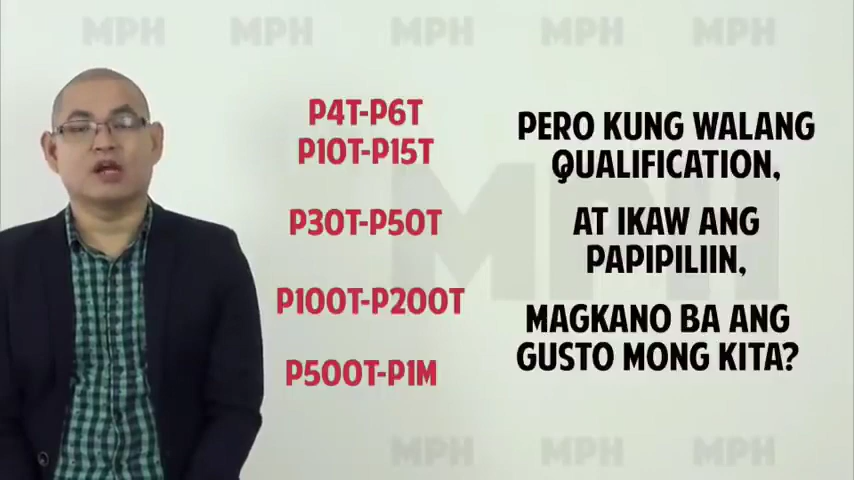 MPH MPH MPH MPH MPH
P4T-P6T
P10T-P15T
P30T-P50T
P100T-P200T
P500T-P1M
PERO KUNG WALANG
QUALIFICATION,
AT IKAW ANG
PAPIPILIIN,
MAGKANO BA ANG
GUSTO MONG KITA?
MPH
MPH MPH MPH